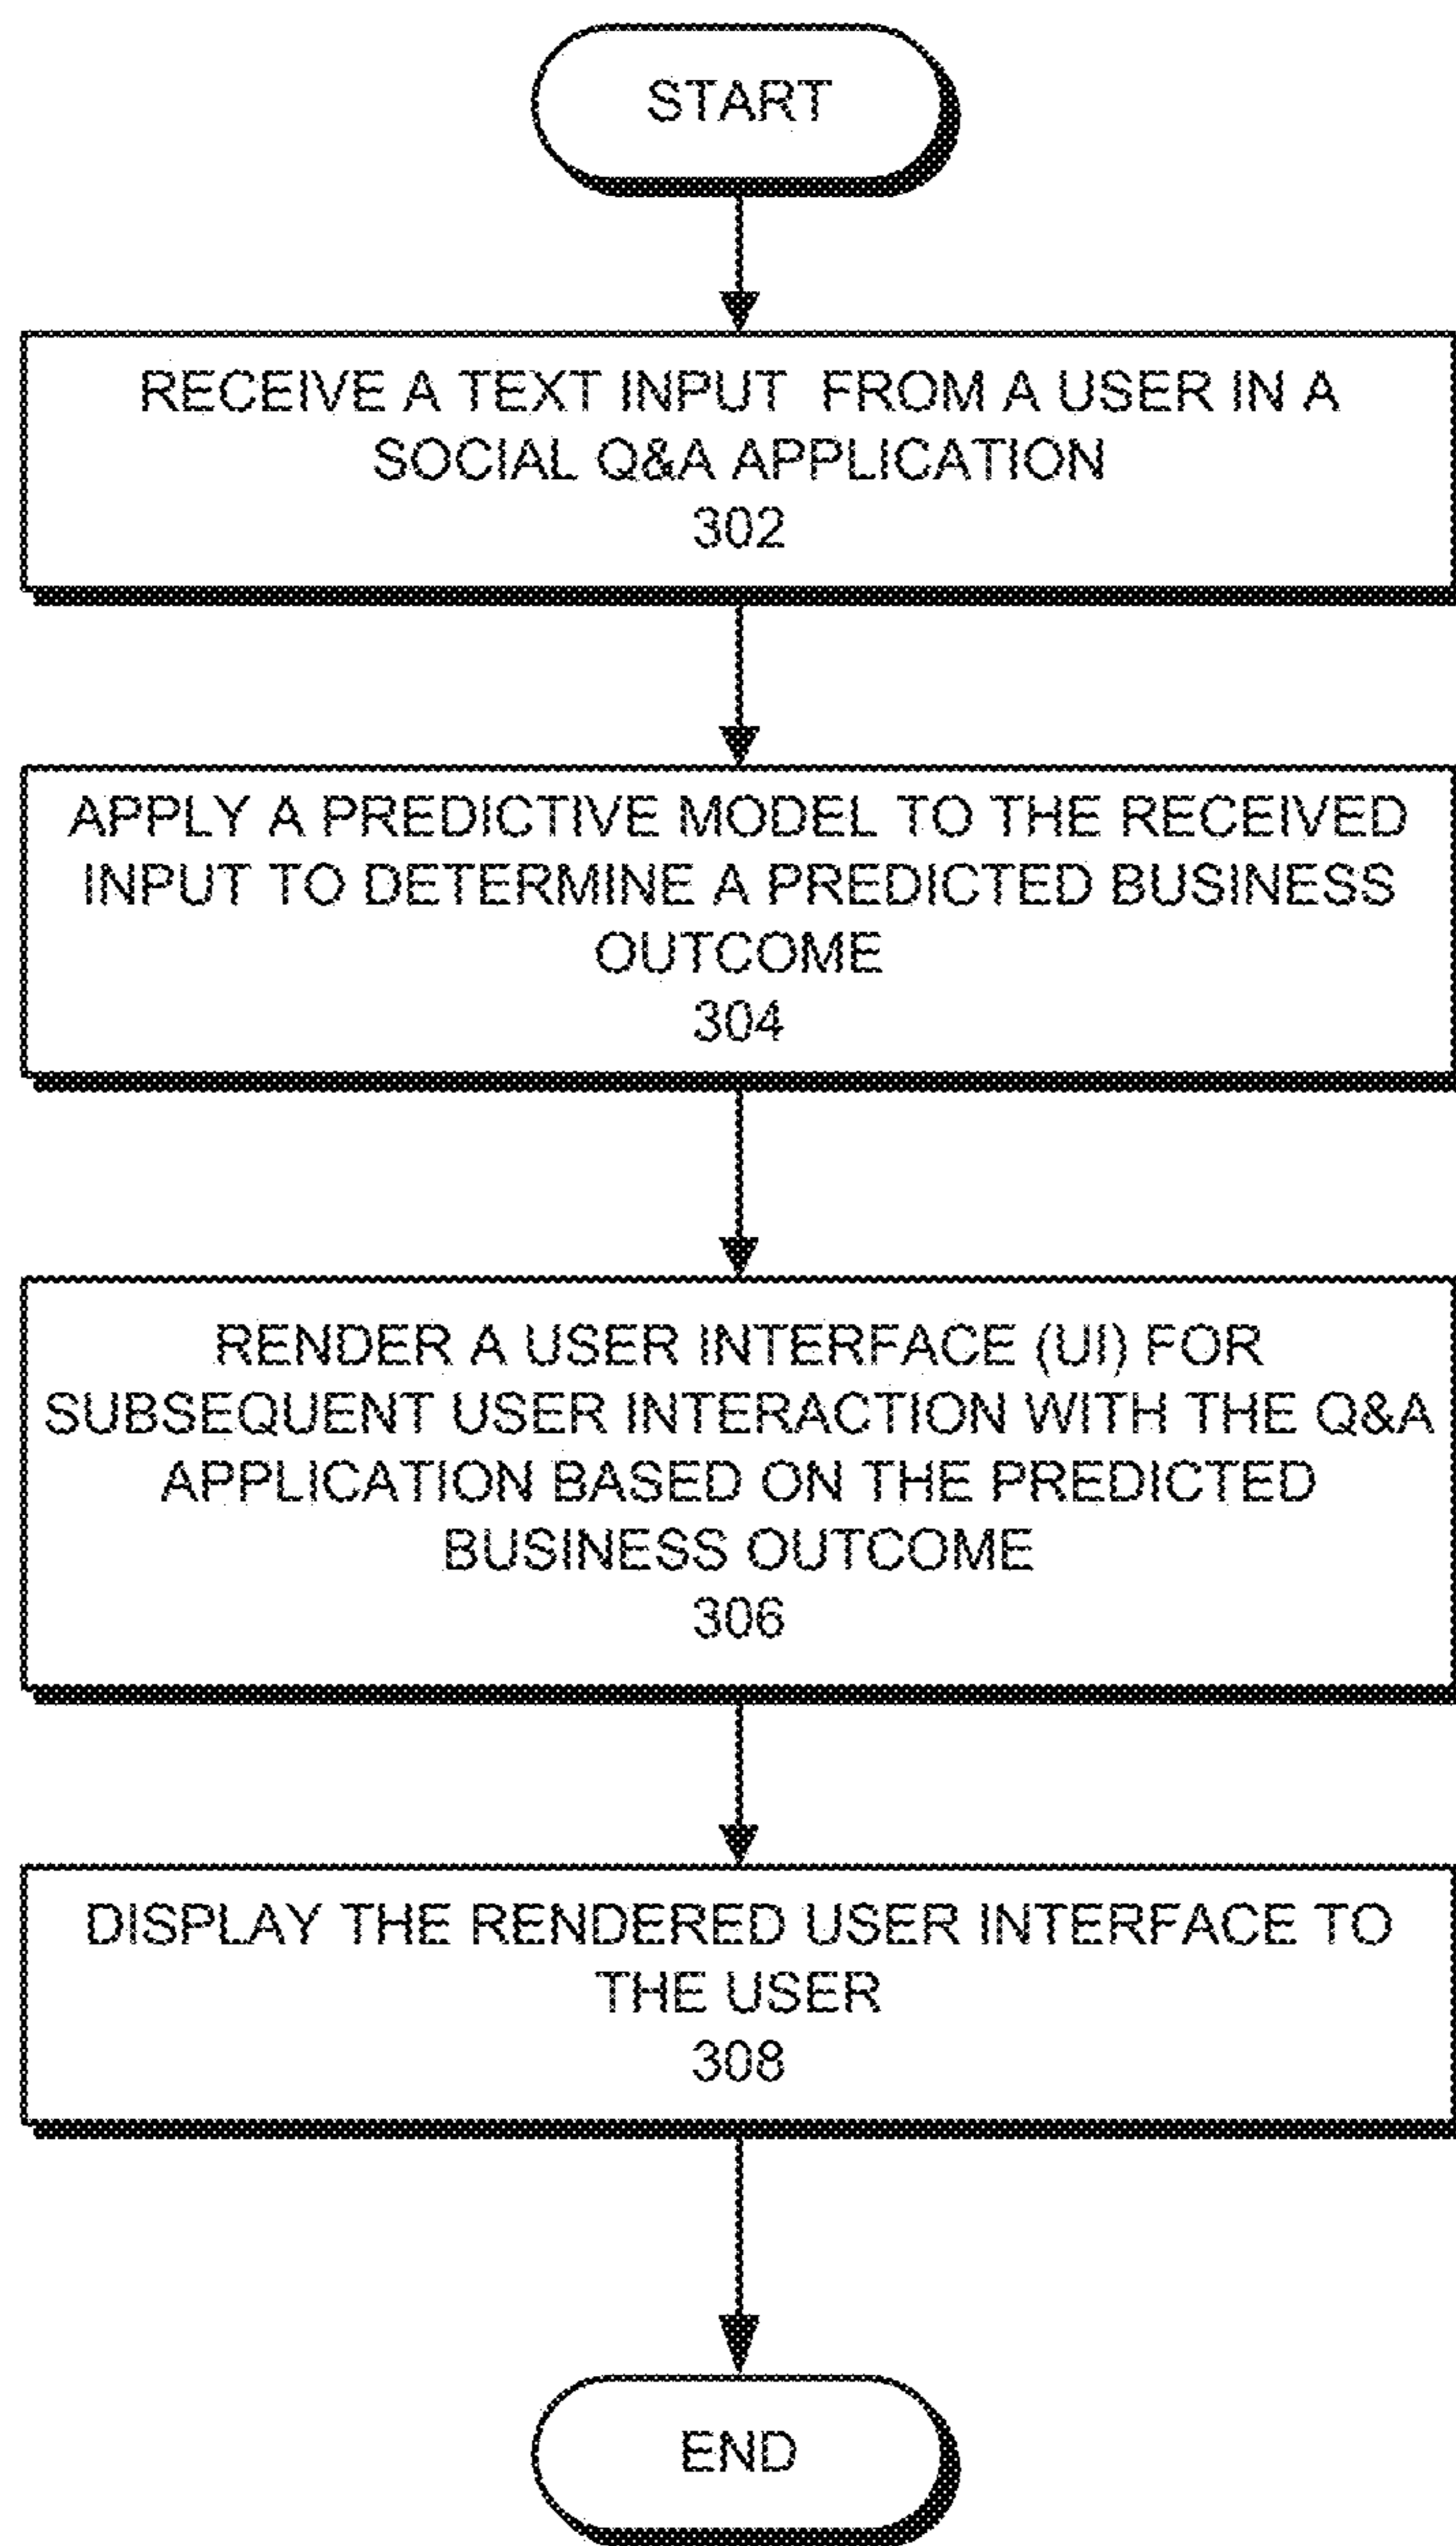 START
RECEIVE A TEXT INPUT FROM A USER IN A
SOCIAL Q&A APPLICATION
302
APPLY A PREDICTIVE MODEL TO THE RECEIVED
INPUT TO DETERMINE A PREDICTED BUSINESS
OUTCOME
304
RENDER A USER INTERFACE (UI) FOR
SUBSEQUENT USER INTERACTION WITH THE Q&A
APPLICATION BASED ON THE PREDICTED
BUSINESS OUTCOME
306
DISPLAY THE RENDERED USER INTERFACE TO
THE USER
308
END